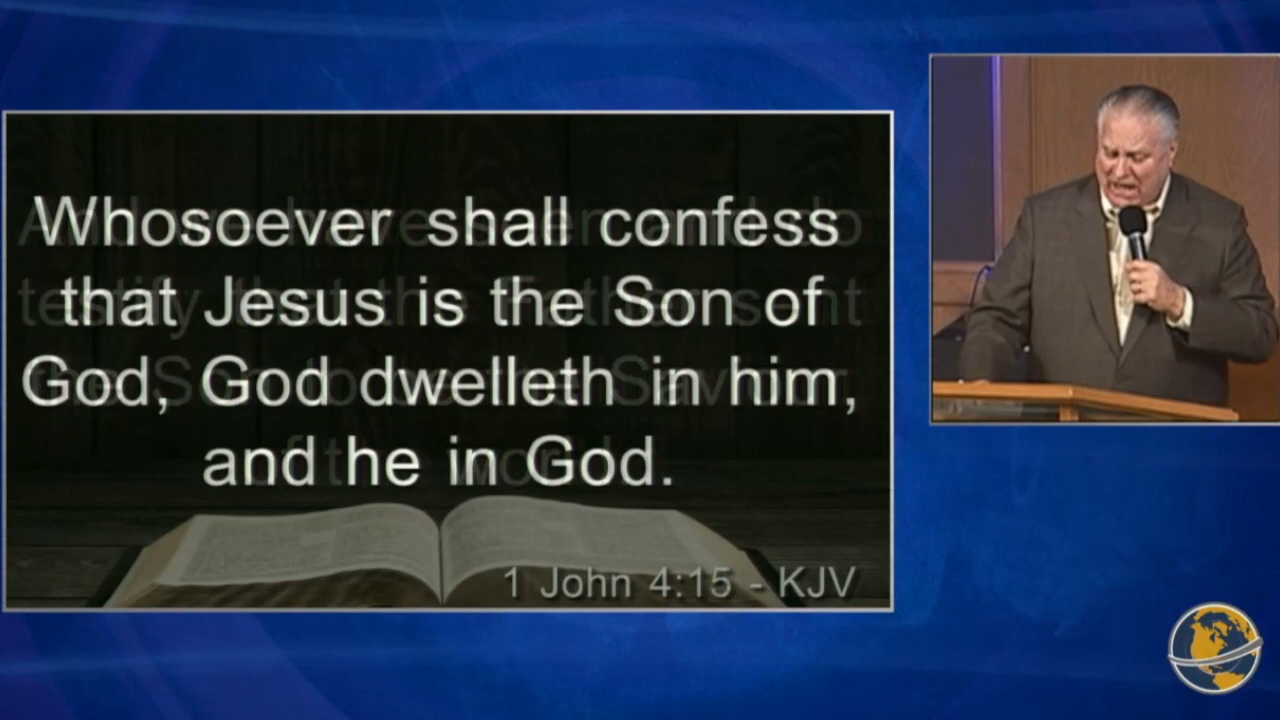 Whosoever shall confess
that Jesus is the Son of
God, God dwelleth in him,
and he in God.
1 John 4:15 - KJV